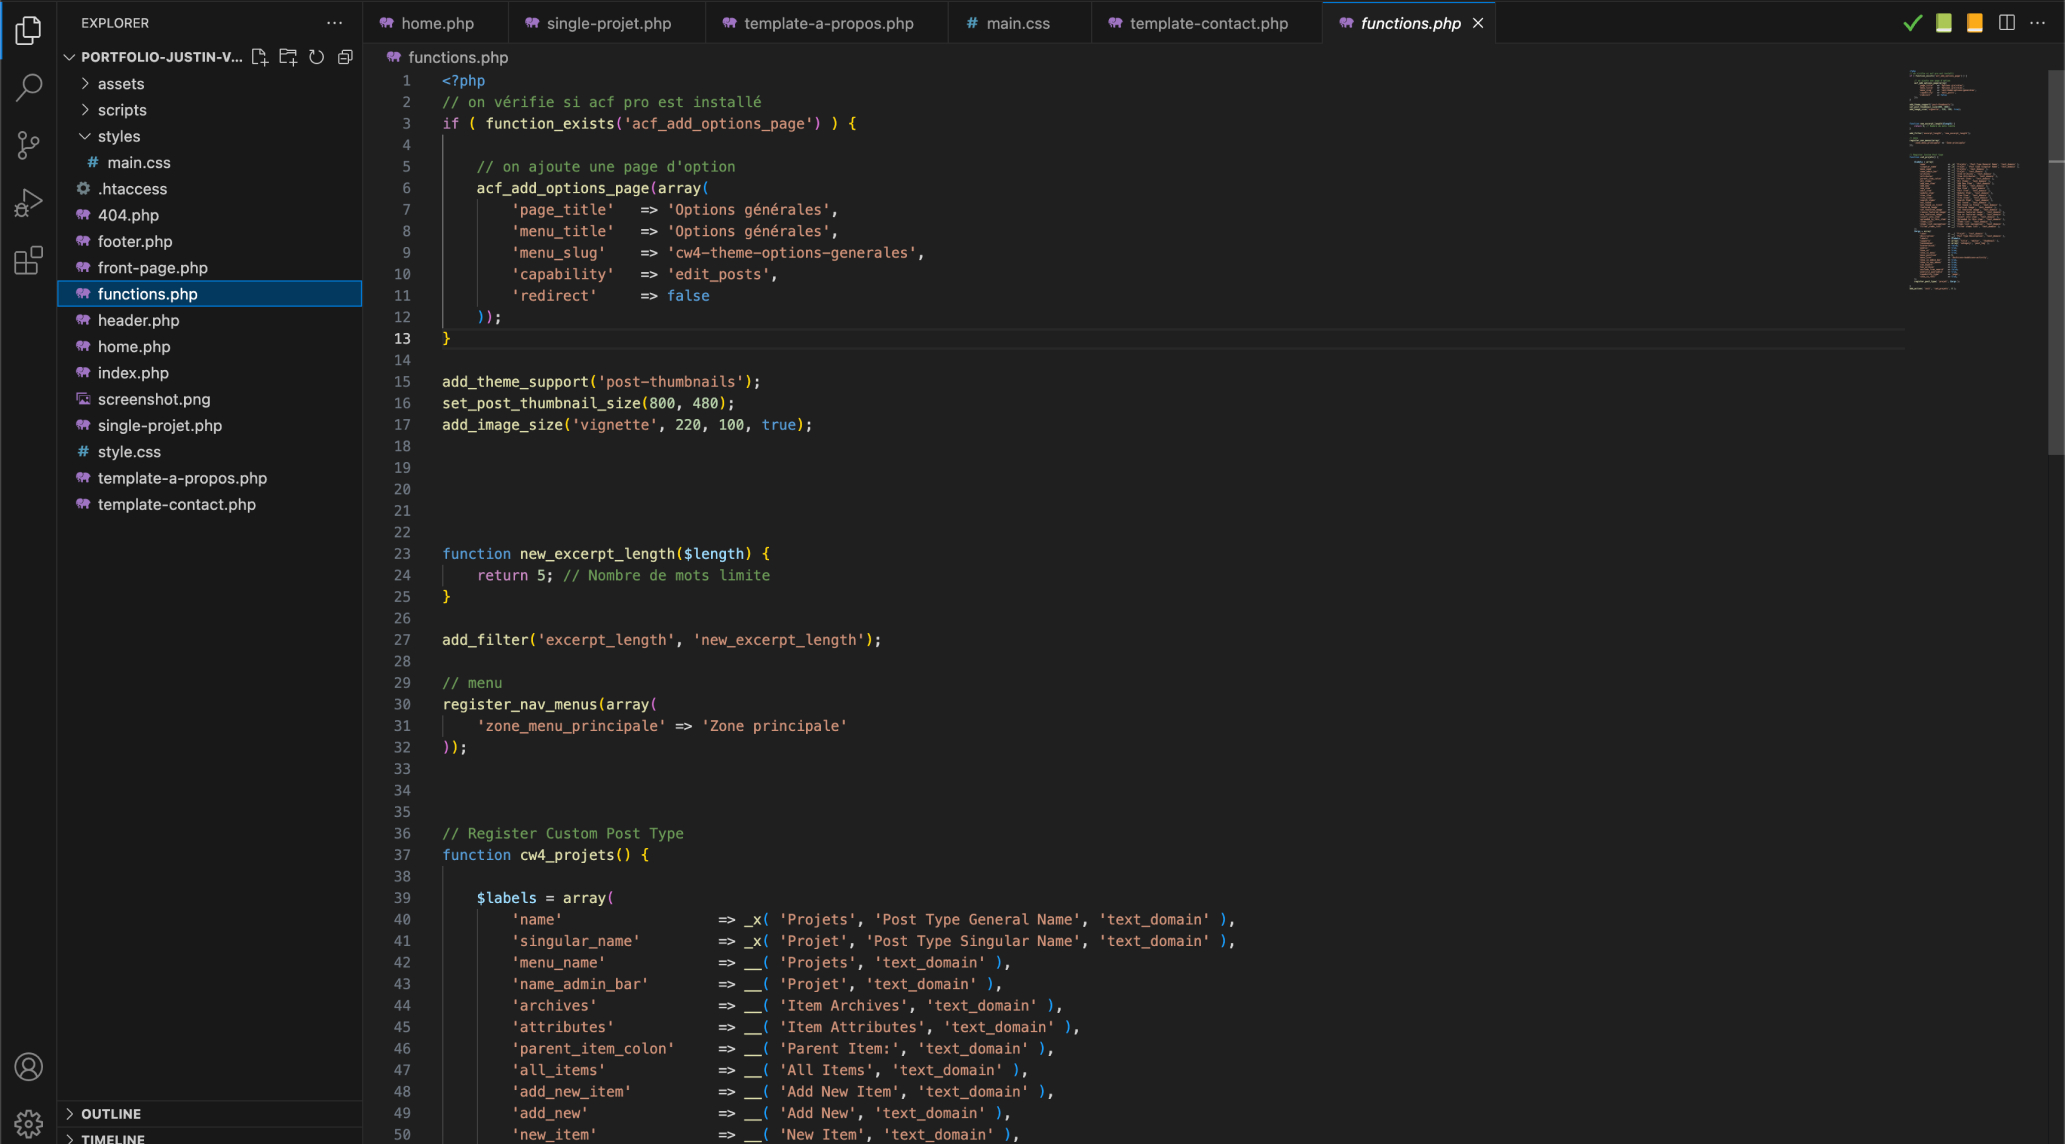 EXPLORER
PORTFOLIO-JUSTIN-V...
assets
scripts
styles
# main.css
.htaccess
404.php
footer.php
front-page.php
functions.php
header.php
home.php
index.php
screenshot.png
single-projet.php
# style.css
template-a-propos.php
template-contact.php
OUTLINE
TIMELINE
home.php
single-projet.php
template-a-propos.php
# main.css
template-contact.php
functions.php
functions.php
1 <?php
2 // on vérifie si acf pro est installé
3 if ( function_exists('acf_add_options_page') ) {
4
5 // on ajoute une page d'option
6 acf_add_options_page(array(
7 'page_title' => 'Options générales',
8 'menu_title' => 'Options générales',
9 'menu_slug' => 'cw4-theme-options-generales',
10 'capability' => 'edit_posts',
11 'redirect' => false
12 ));
13 }
14
15 add_theme_support('post-thumbnails');
16 set_post_thumbnail_size(800, 480);
17 add_image_size('vignette', 220, 100, true);
18
19
20
21
22
23 function new_excerpt_length($length) {
24 return 5; // Nombre de mots limite
25 }
26
27 add_filter('excerpt_length', 'new_excerpt_length');
28
29 // menu
30 register_nav_menus(array(
31 'zone_menu_principale' => 'Zone principale'
32 ));
33
34
35
36 // Register Custom Post Type
37 function cw4_projets() {
38
39 $labels = array(
40 'name' => _x( 'Projets', 'Post Type General Name', 'text_domain' ),
41 'singular_name' => _x( 'Projet', 'Post Type Singular Name', 'text_domain' ),
42 'menu_name' => __( 'Projets', 'text_domain' ),
43 'name_admin_bar' => __( 'Projet', 'text_domain' ),
44 'archives' => __( 'Item Archives', 'text_domain' ),
45 'attributes' => __( 'Item Attributes', 'text_domain' ),
46 'parent_item_colon' => __( 'Parent Item:', 'text_domain' ),
47 'all_items' => __( 'All Items', 'text_domain' ),
48 'add_new_item' => __( 'Add New Item', 'text_domain' ),
49 'add_new' => __( 'Add New', 'text_domain' ),
50 'new_item' => __( 'New Item', 'text_domain' ),